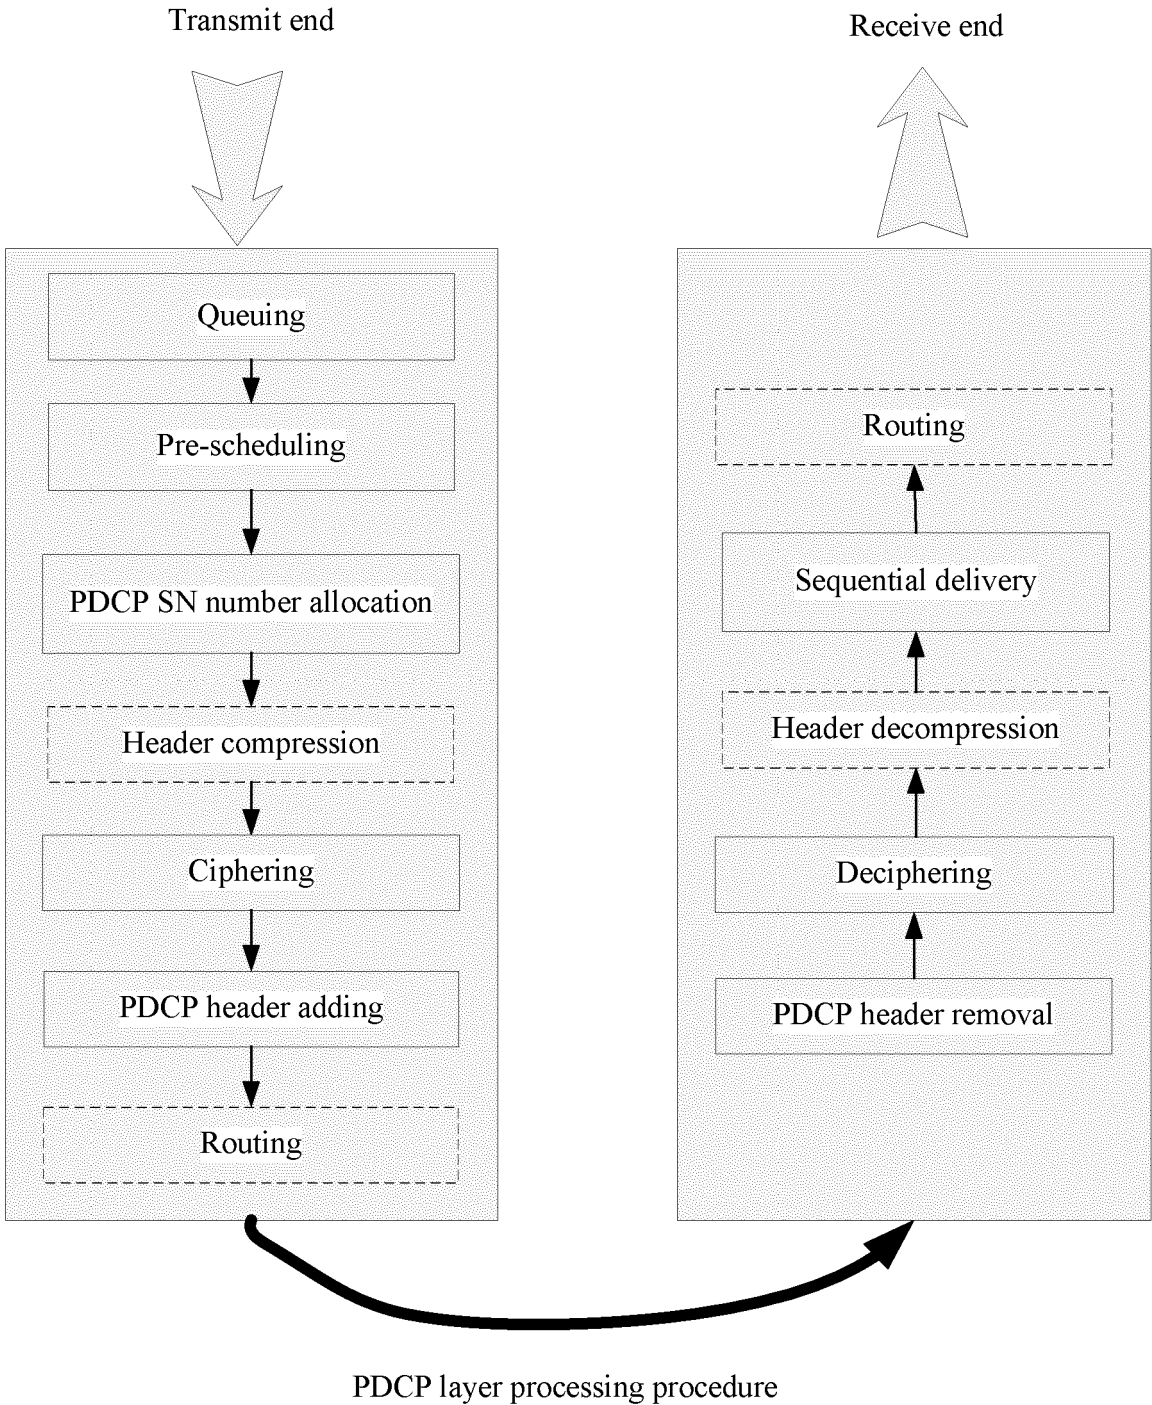 Transmit end
Receive end
Queuing
Pre-scheduling
PDCP SN number allocation
Header compression
Ciphering
PDCP header adding
Routing
Routing
Sequential delivery
Header decompression
Deciphering
PDCP header removal
PDCP layer processing procedure